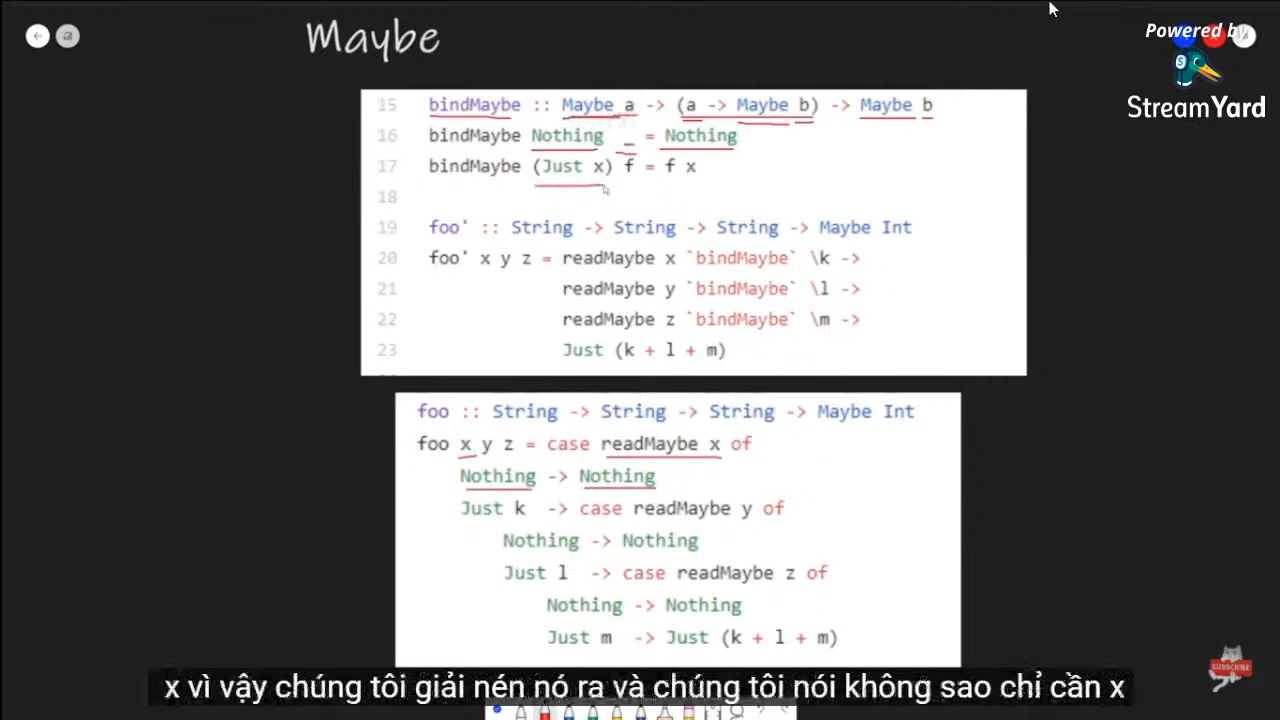 Maybe
Powered by
StreamYard
15 bindMaybe :: Maybe a -> (a -> Maybe b) -> Maybe b
16 bindMaybe Nothing _ = Nothing
17 bindMaybe (Just x) f = f x
18
19 foo' :: String -> String -> String -> Maybe Int
20 foo' x y z = readMaybe x `bindMaybe` \k ->
21 readMaybe y `bindMaybe` \l ->
22 readMaybe z `bindMaybe` \m ->
23 Just (k + l + m)
foo :: String -> String -> String -> Maybe Int
foo x y z = case readMaybe x of
Nothing -> Nothing
Just k -> case readMaybe y of
Nothing -> Nothing
Just l -> case readMaybe z of
Nothing -> Nothing
Just m -> Just (k + l + m)
SUBSCRIBE
x vì vậy chúng tôi giải nén nó ra và chúng tôi nói không sao chỉ cần x